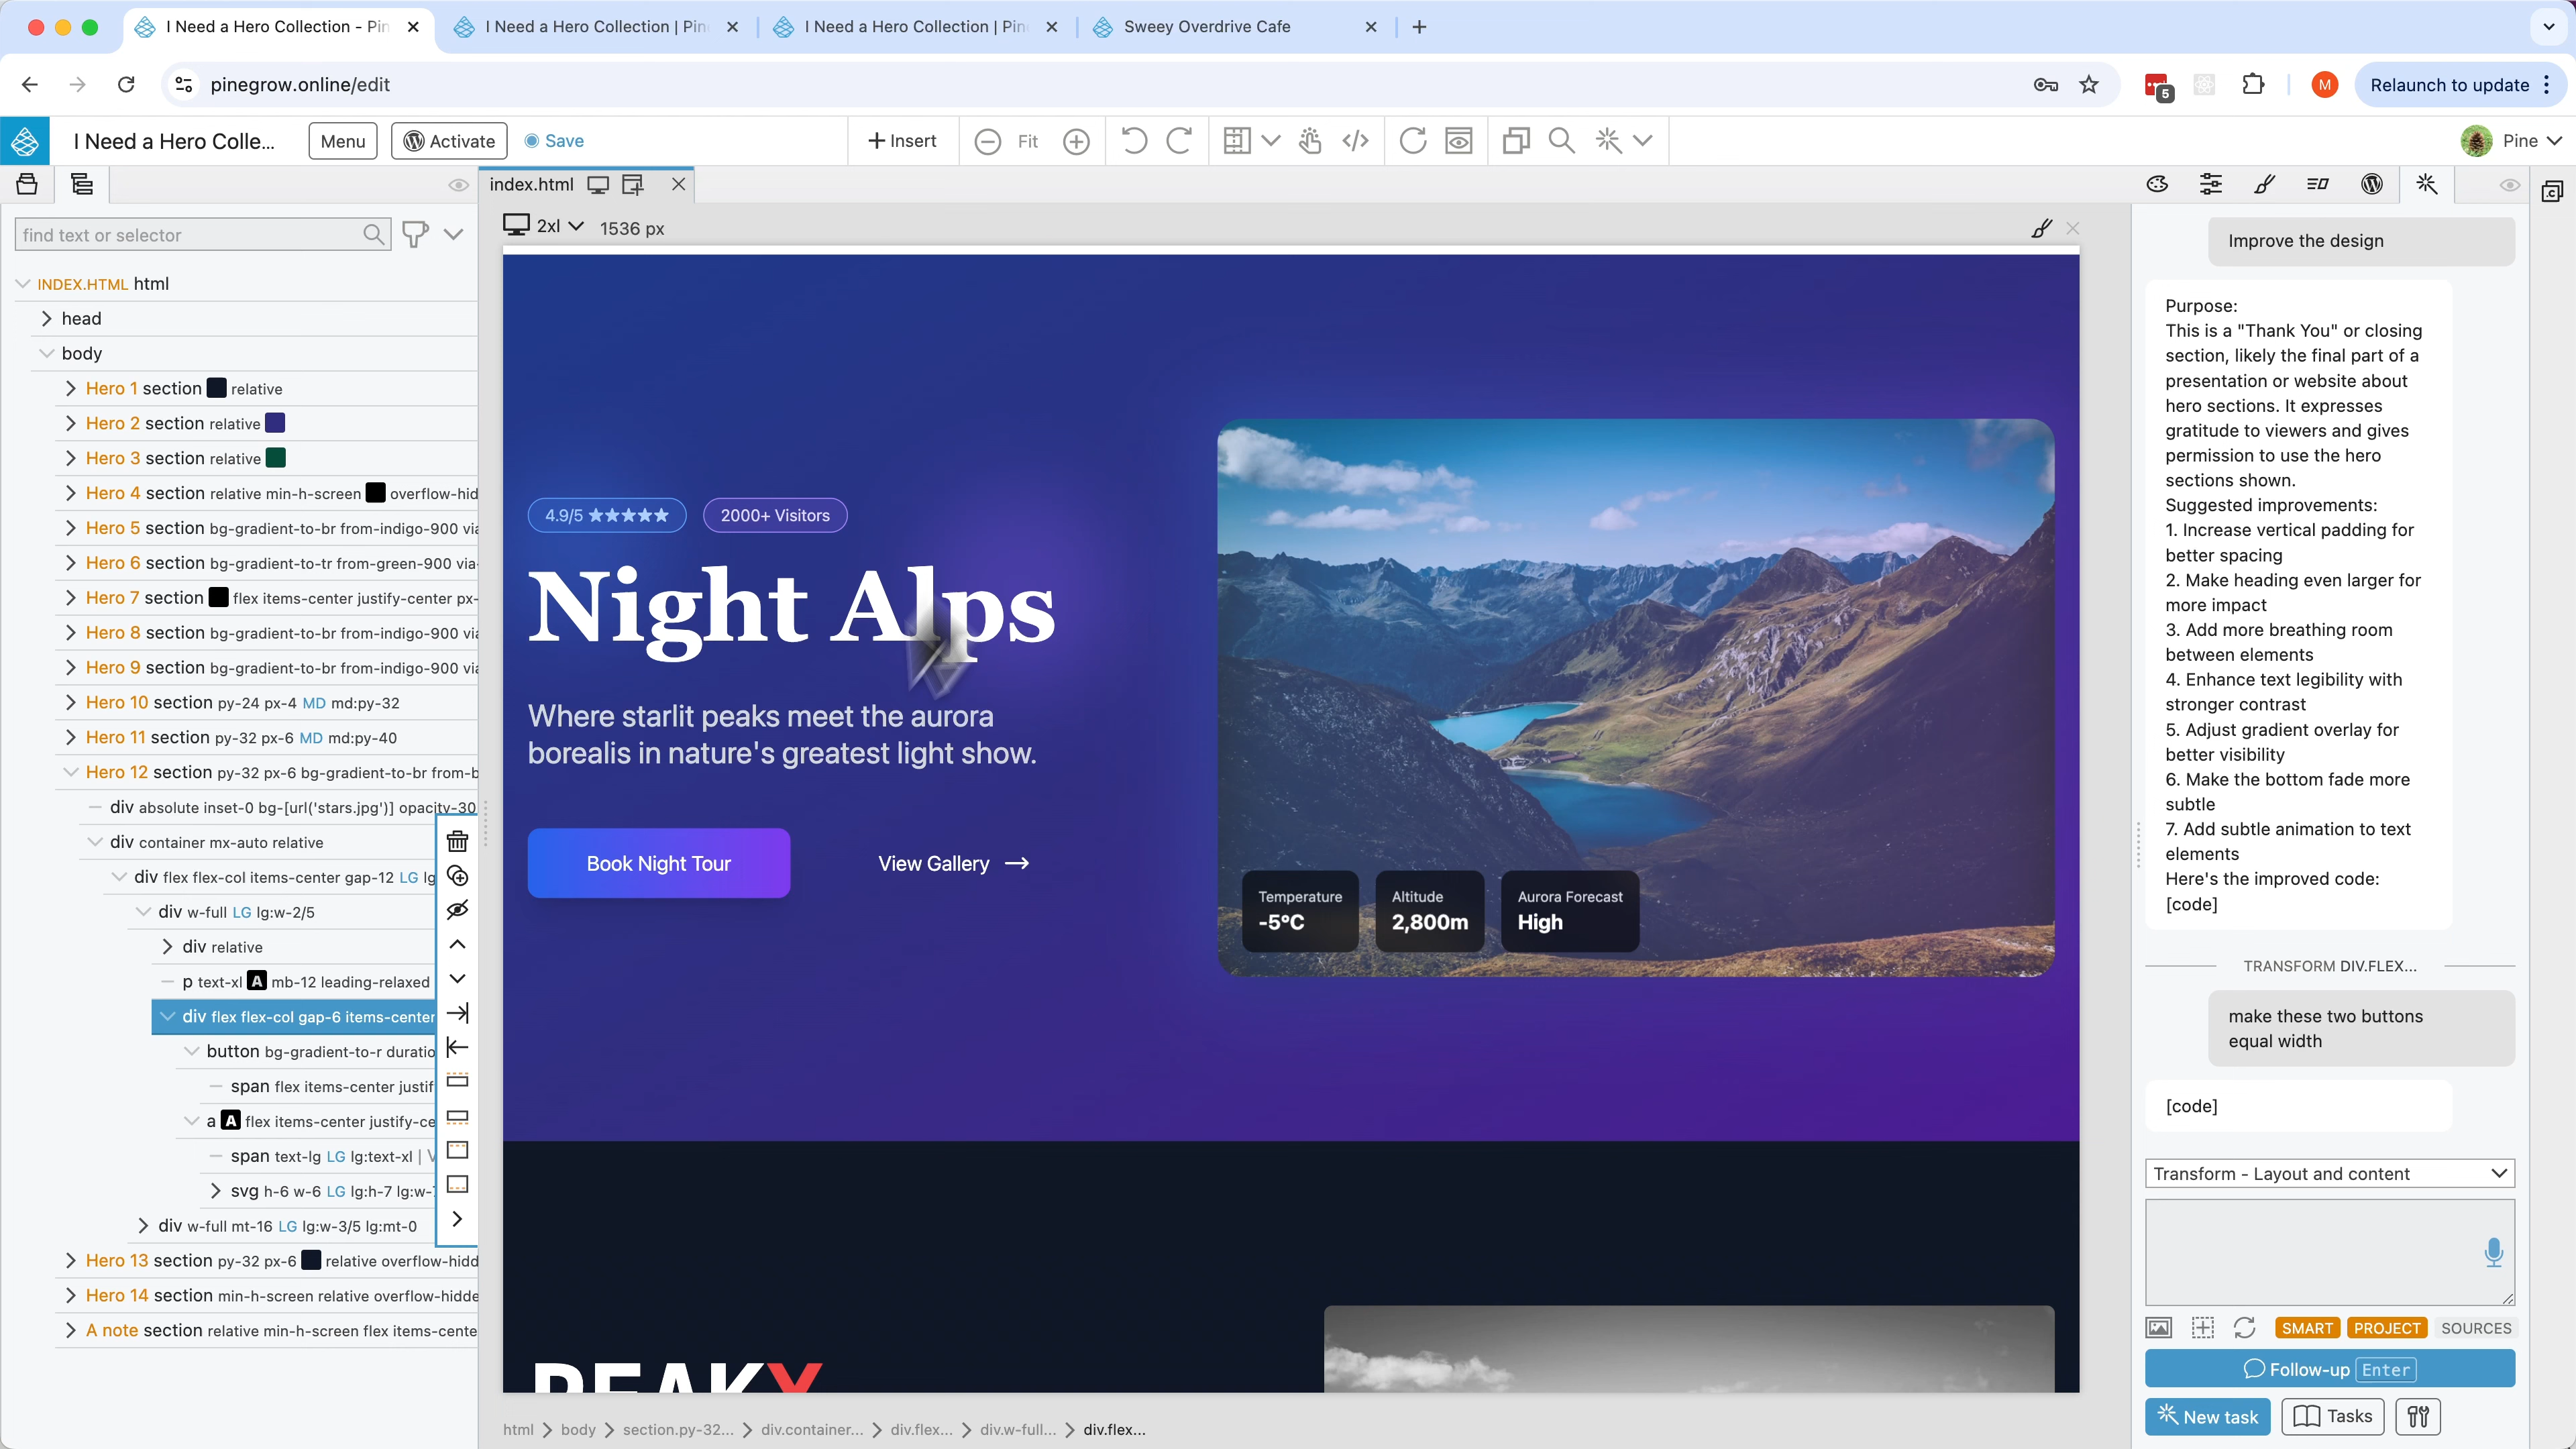 I Need a Hero Collection - Pin
I Need a Hero Collection | Pin
I Need a Hero Collection | Pin
Sweey Overdrive Cafe
pinegrow.online/edit
5
M
Relaunch to update
I Need a Hero Colle...
Menu
Activate
Save
Insert
Fit
Pine
index.html
find text or selector
2xl
1536 px
INDEX.HTML html
head
body
Hero 1 section relative
Hero 2 section relative
Hero 3 section relative
Hero 4 section relative min-h-screen overflow-hid
Hero 5 section bg-gradient-to-br from-indigo-900 via
Hero 6 section bg-gradient-to-tr from-green-900 via-
Hero 7 section flex items-center justify-center px-
Hero 8 section bg-gradient-to-br from-indigo-900 via
Hero 9 section bg-gradient-to-br from-indigo-900 via
Hero 10 section py-24 px-4 MD md:py-32
Hero 11 section py-32 px-6 MD md:py-40
Hero 12 section py-32 px-6 bg-gradient-to-br from-b
div absolute inset-0 bg-[url('stars.jpg')] opacity-30
div container mx-auto relative
div flex flex-col items-center gap-12 LG lg
div w-full LG lg:w-2/5
div relative
p text-xl A mb-12 leading-relaxed
div flex flex-col gap-6 items-center
button bg-gradient-to-r duratio
span flex items-center justif
a A flex items-center justify-ce
span text-lg LG lg:text-xl | V
svg h-6 w-6 LG lg:h-7 lg:w-7
div w-full mt-16 LG lg:w-3/5 lg:mt-0
Hero 13 section py-32 px-6 relative overflow-hidd
Hero 14 section min-h-screen relative overflow-hidde
A note section relative min-h-screen flex items-cente
4.9/5 ★★★★★
2000+ Visitors
Night Alps
Where starlit peaks meet the aurora
borealis in nature's greatest light show.
Book Night Tour
View Gallery →
Temperature
-5°C
Altitude
2,800m
Aurora Forecast
High
PEAKY
html > body > section.py-32... > div.container... > div.flex... > div.w-full... > div.flex...
Improve the design
Purpose:
This is a "Thank You" or closing
section, likely the final part of a
presentation or website about
hero sections. It expresses
gratitude to viewers and gives
permission to use the hero
sections shown.
Suggested improvements:
1. Increase vertical padding for
better spacing
2. Make heading even larger for
more impact
3. Add more breathing room
between elements
4. Enhance text legibility with
stronger contrast
5. Adjust gradient overlay for
better visibility
6. Make the bottom fade more
subtle
7. Add subtle animation to text
elements
Here's the improved code:
[code]
TRANSFORM DIV.FLEX...
make these two buttons
equal width
[code]
Transform - Layout and content
SMART
PROJECT
SOURCES
Follow-up Enter
New task
Tasks